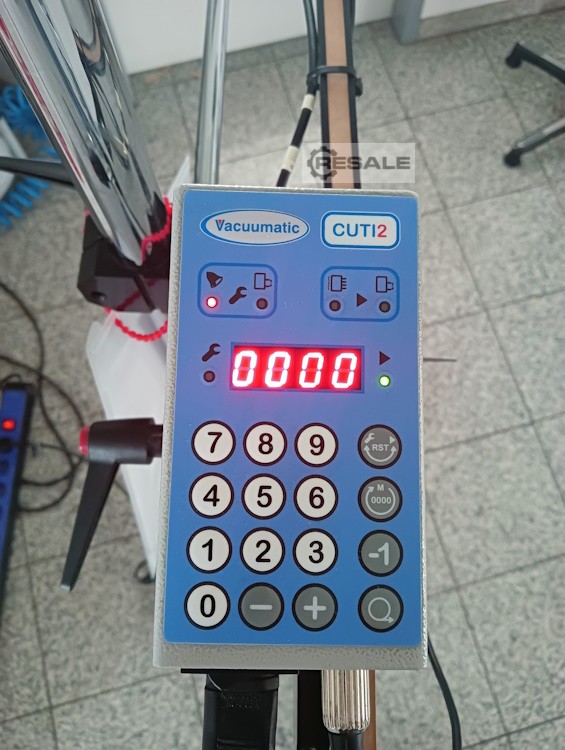 RESALE
Vacuumatic CUTI2
0000
7 8 9 RST
4 5 6 M 0000
1 2 3 -1
0 - +